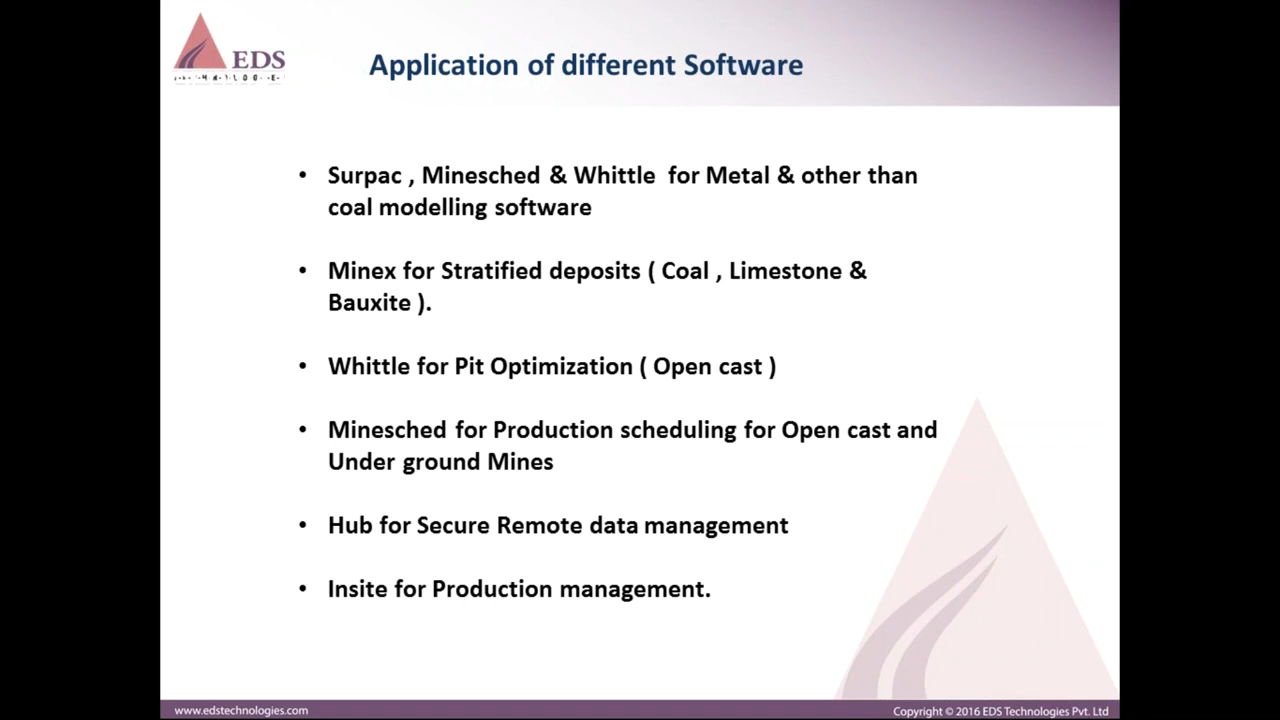 EDS
Application of different Software
• Surpac , Minesched & Whittle for Metal & other than
coal modelling software
• Minex for Stratified deposits ( Coal , Limestone &
Bauxite ).
• Whittle for Pit Optimization ( Open cast )
• Minesched for Production scheduling for Open cast and
Under ground Mines
• Hub for Secure Remote data management
• Insite for Production management.
www.edstechnologies.com
Copyright © 2016 EDS Technologies Pvt. Ltd